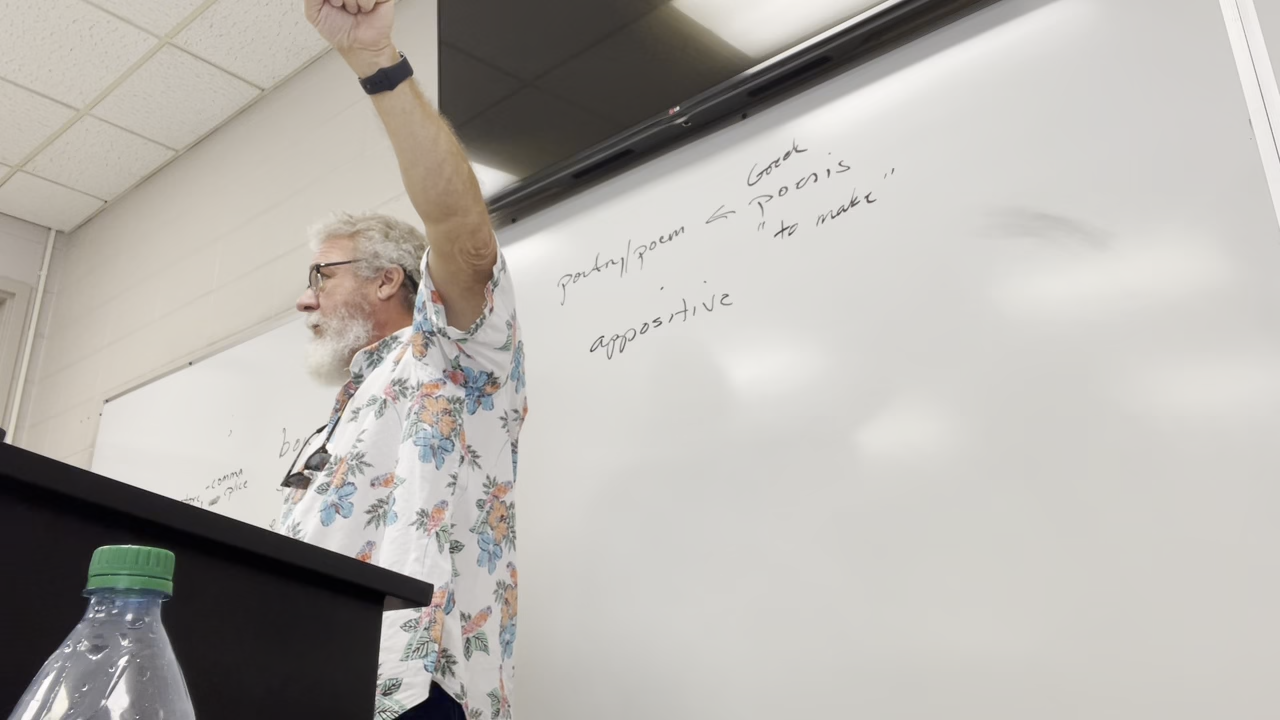 Greek
poetry/poem ← poesis
"to make"
appositive
-comma
splice